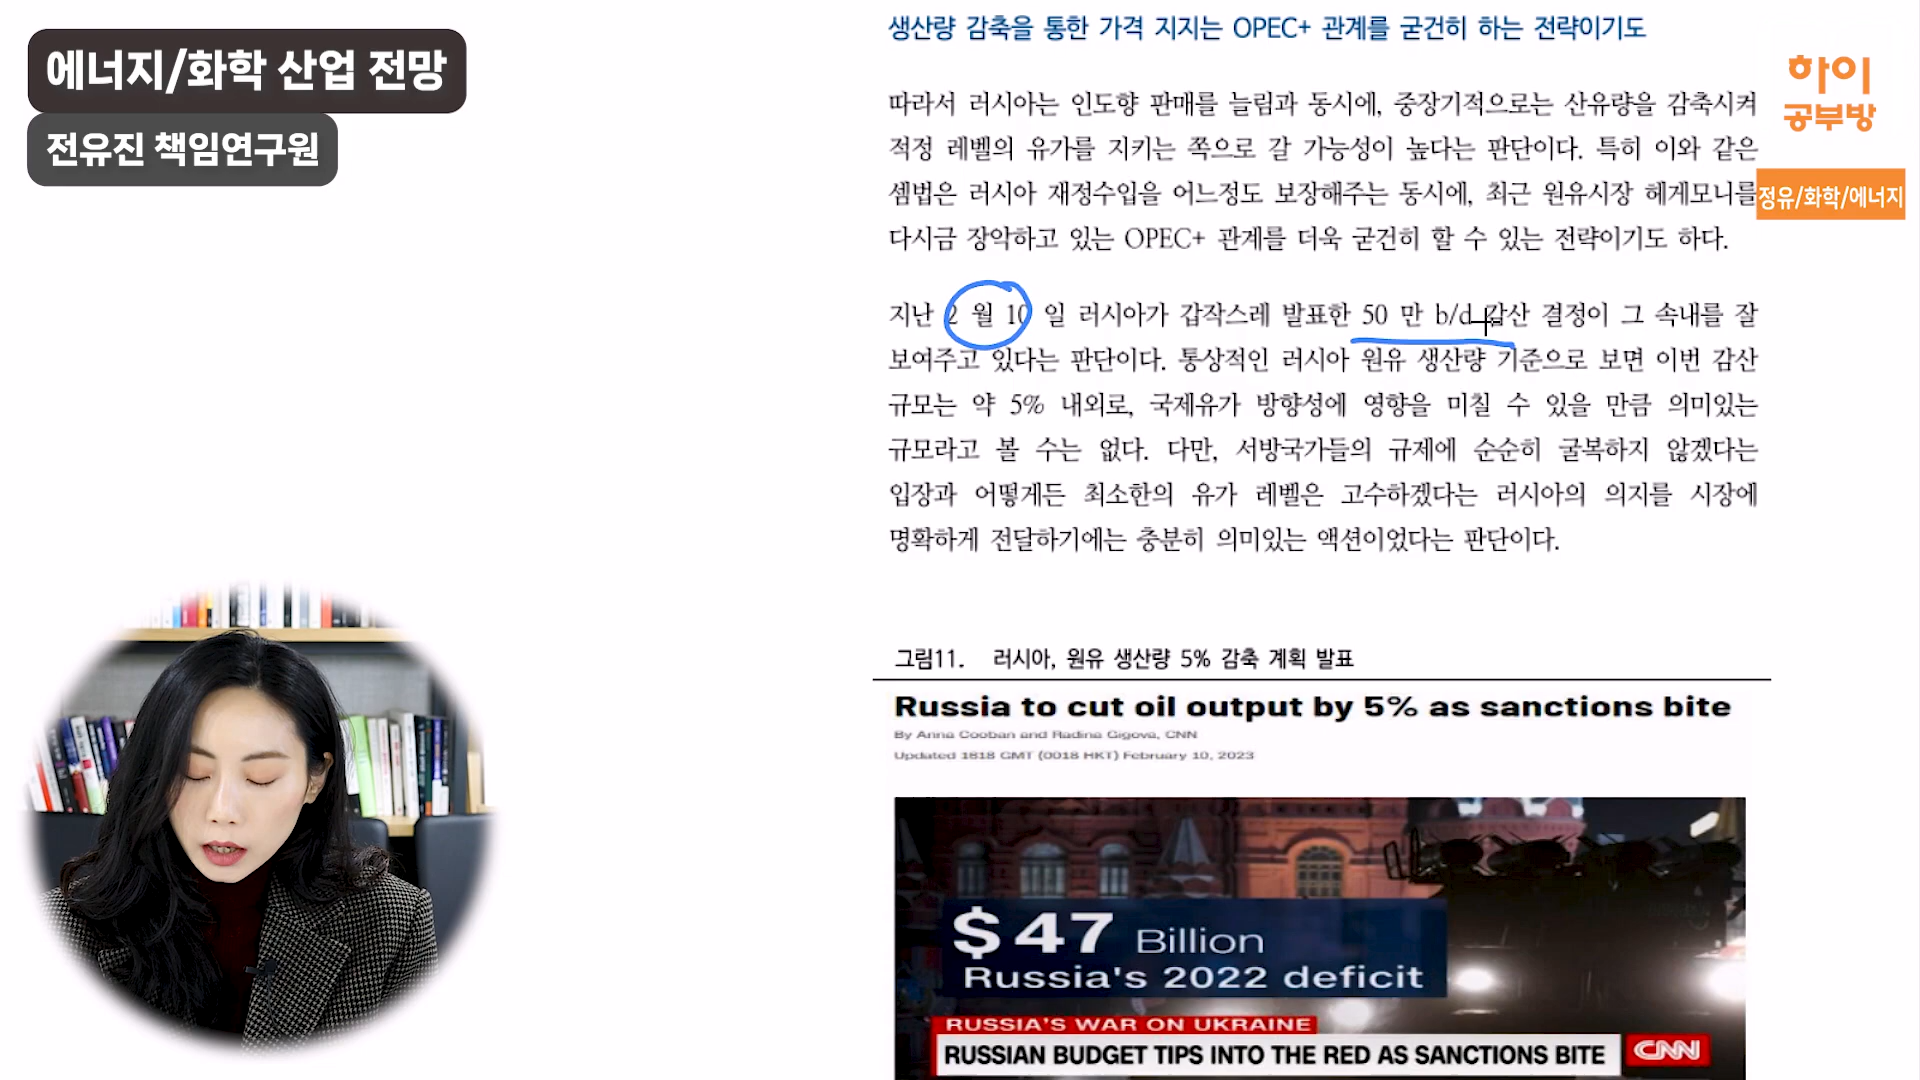 에너지/화학 산업 전망
전유진 책임연구원
하이
공부방
정유/화학/에너지
생산량 감축을 통한 가격 지지는 OPEC+ 관계를 굳건히 하는 전략이기도
따라서 러시아는 인도향 판매를 늘림과 동시에, 중장기적으로는 산유량을 감축시켜
적정 레벨의 유가를 지키는 쪽으로 갈 가능성이 높다는 판단이다. 특히 이와 같은
셈법은 러시아 재정수입을 어느정도 보장해주는 동시에, 최근 원유시장 헤게모니를
다시금 장악하고 있는 OPEC+ 관계를 더욱 굳건히 할 수 있는 전략이기도 하다.
지난 2 월 10 일 러시아가 갑작스레 발표한 50 만 b/d 감산 결정이 그 속내를 잘
보여주고 있다는 판단이다. 통상적인 러시아 원유 생산량 기준으로 보면 이번 감산
규모는 약 5% 내외로, 국제유가 방향성에 영향을 미칠 수 있을 만큼 의미있는
규모라고 볼 수는 없다. 다만, 서방국가들의 규제에 순순히 굴복하지 않겠다는
입장과 어떻게든 최소한의 유가 레벨은 고수하겠다는 러시아의 의지를 시장에
명확하게 전달하기에는 충분히 의미있는 액션이었다는 판단이다.
그림11. 러시아, 원유 생산량 5% 감축 계획 발표
Russia to cut oil output by 5% as sanctions bite
By Anna Cooban and Radina Gigova, CNN
Updated 1818 GMT (0018 HKT) February 10, 2023
$47 Billion
Russia's 2022 deficit
RUSSIA'S WAR ON UKRAINE
RUSSIAN BUDGET TIPS INTO THE RED AS SANCTIONS BITE
CNN